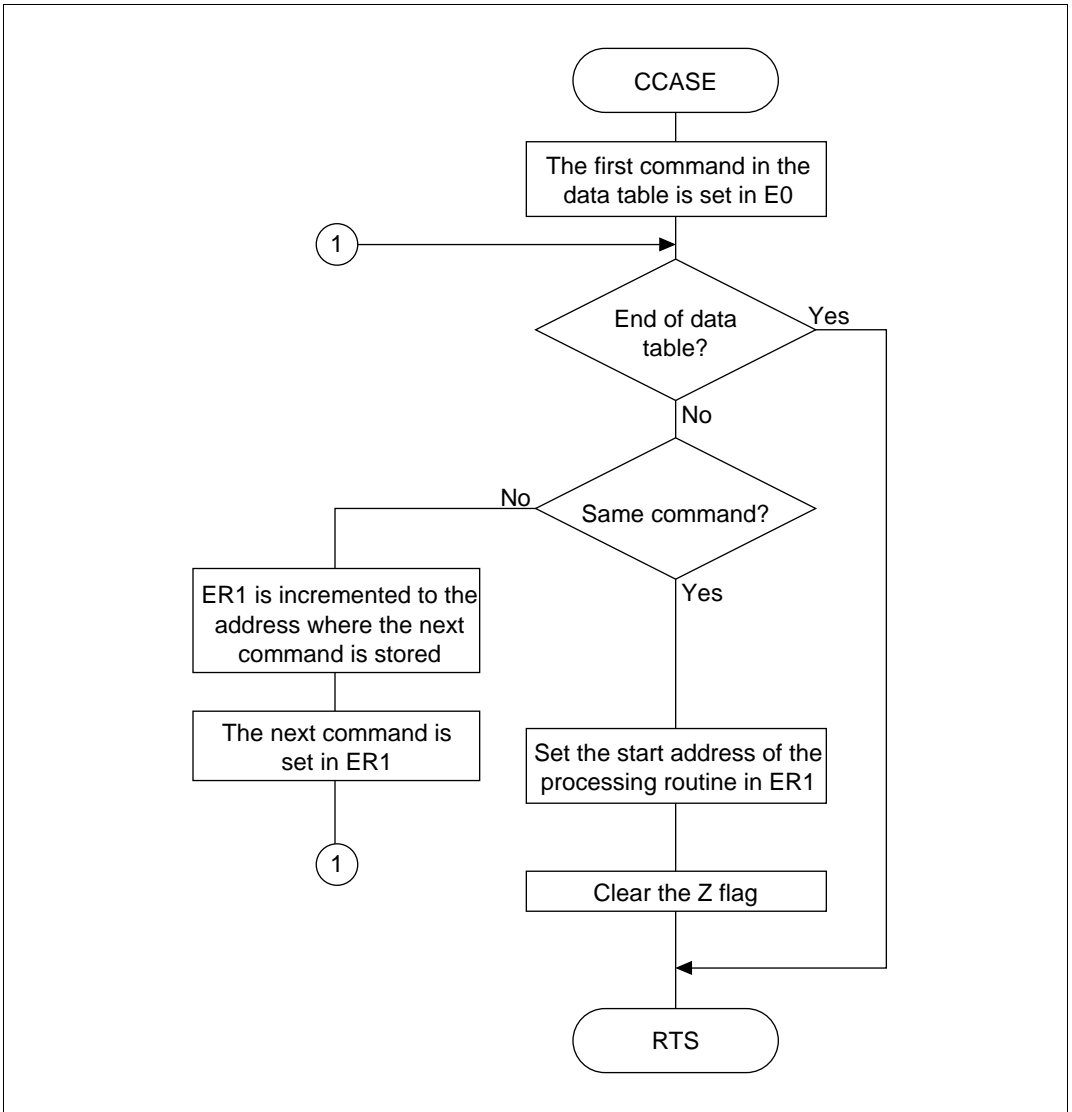 CCASE
The first command in the
data table is set in E0
1
End of data
table?
Yes
No
Same command?
No
Yes
ER1 is incremented to the
address where the next
command is stored
The next command is
set in ER1
1
Set the start address of the
processing routine in ER1
Clear the Z flag
RTS